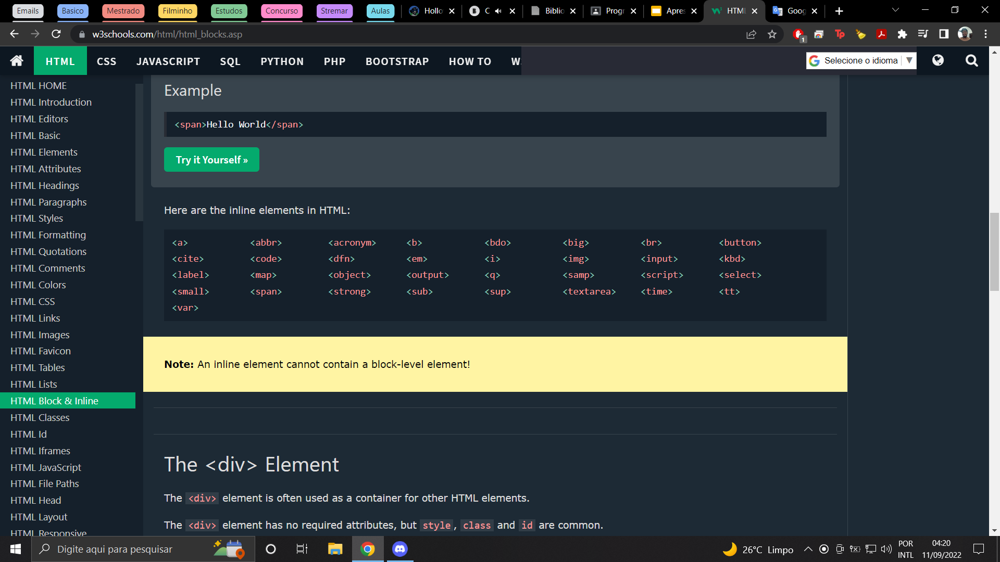 Emails Basico Mestrado Filminho Estudos Concurso Stremar Aulas Hollo C Biblio Progr Apres HTML Goog
w3schools.com/html/html_blocks.asp
1
HTML CSS JAVASCRIPT SQL PYTHON PHP BOOTSTRAP HOW TO W3
Selecione o idioma
HTML HOME
HTML Introduction
HTML Editors
HTML Basic
HTML Elements
HTML Attributes
HTML Headings
HTML Paragraphs
HTML Styles
HTML Formatting
HTML Quotations
HTML Comments
HTML Colors
HTML CSS
HTML Links
HTML Images
HTML Favicon
HTML Tables
HTML Lists
HTML Block & Inline
HTML Classes
HTML Id
HTML Iframes
HTML JavaScript
HTML File Paths
HTML Head
HTML Layout
HTML Responsive
Example
<span>Hello World</span>
Try it Yourself »
Here are the inline elements in HTML:
<a> <abbr> <acronym> <b> <bdo> <big> <br> <button>
<cite> <code> <dfn> <em> <i> <img> <input> <kbd>
<label> <map> <object> <output> <q> <samp> <script> <select>
<small> <span> <strong> <sub> <sup> <textarea> <time> <tt>
<var>
Note: An inline element cannot contain a block-level element!
The <div> Element
The <div> element is often used as a container for other HTML elements.
The <div> element has no required attributes, but style, class and id are common.
Digite aqui para pesquisar
26°C Limpo
POR
INTL
04:20
11/09/2022